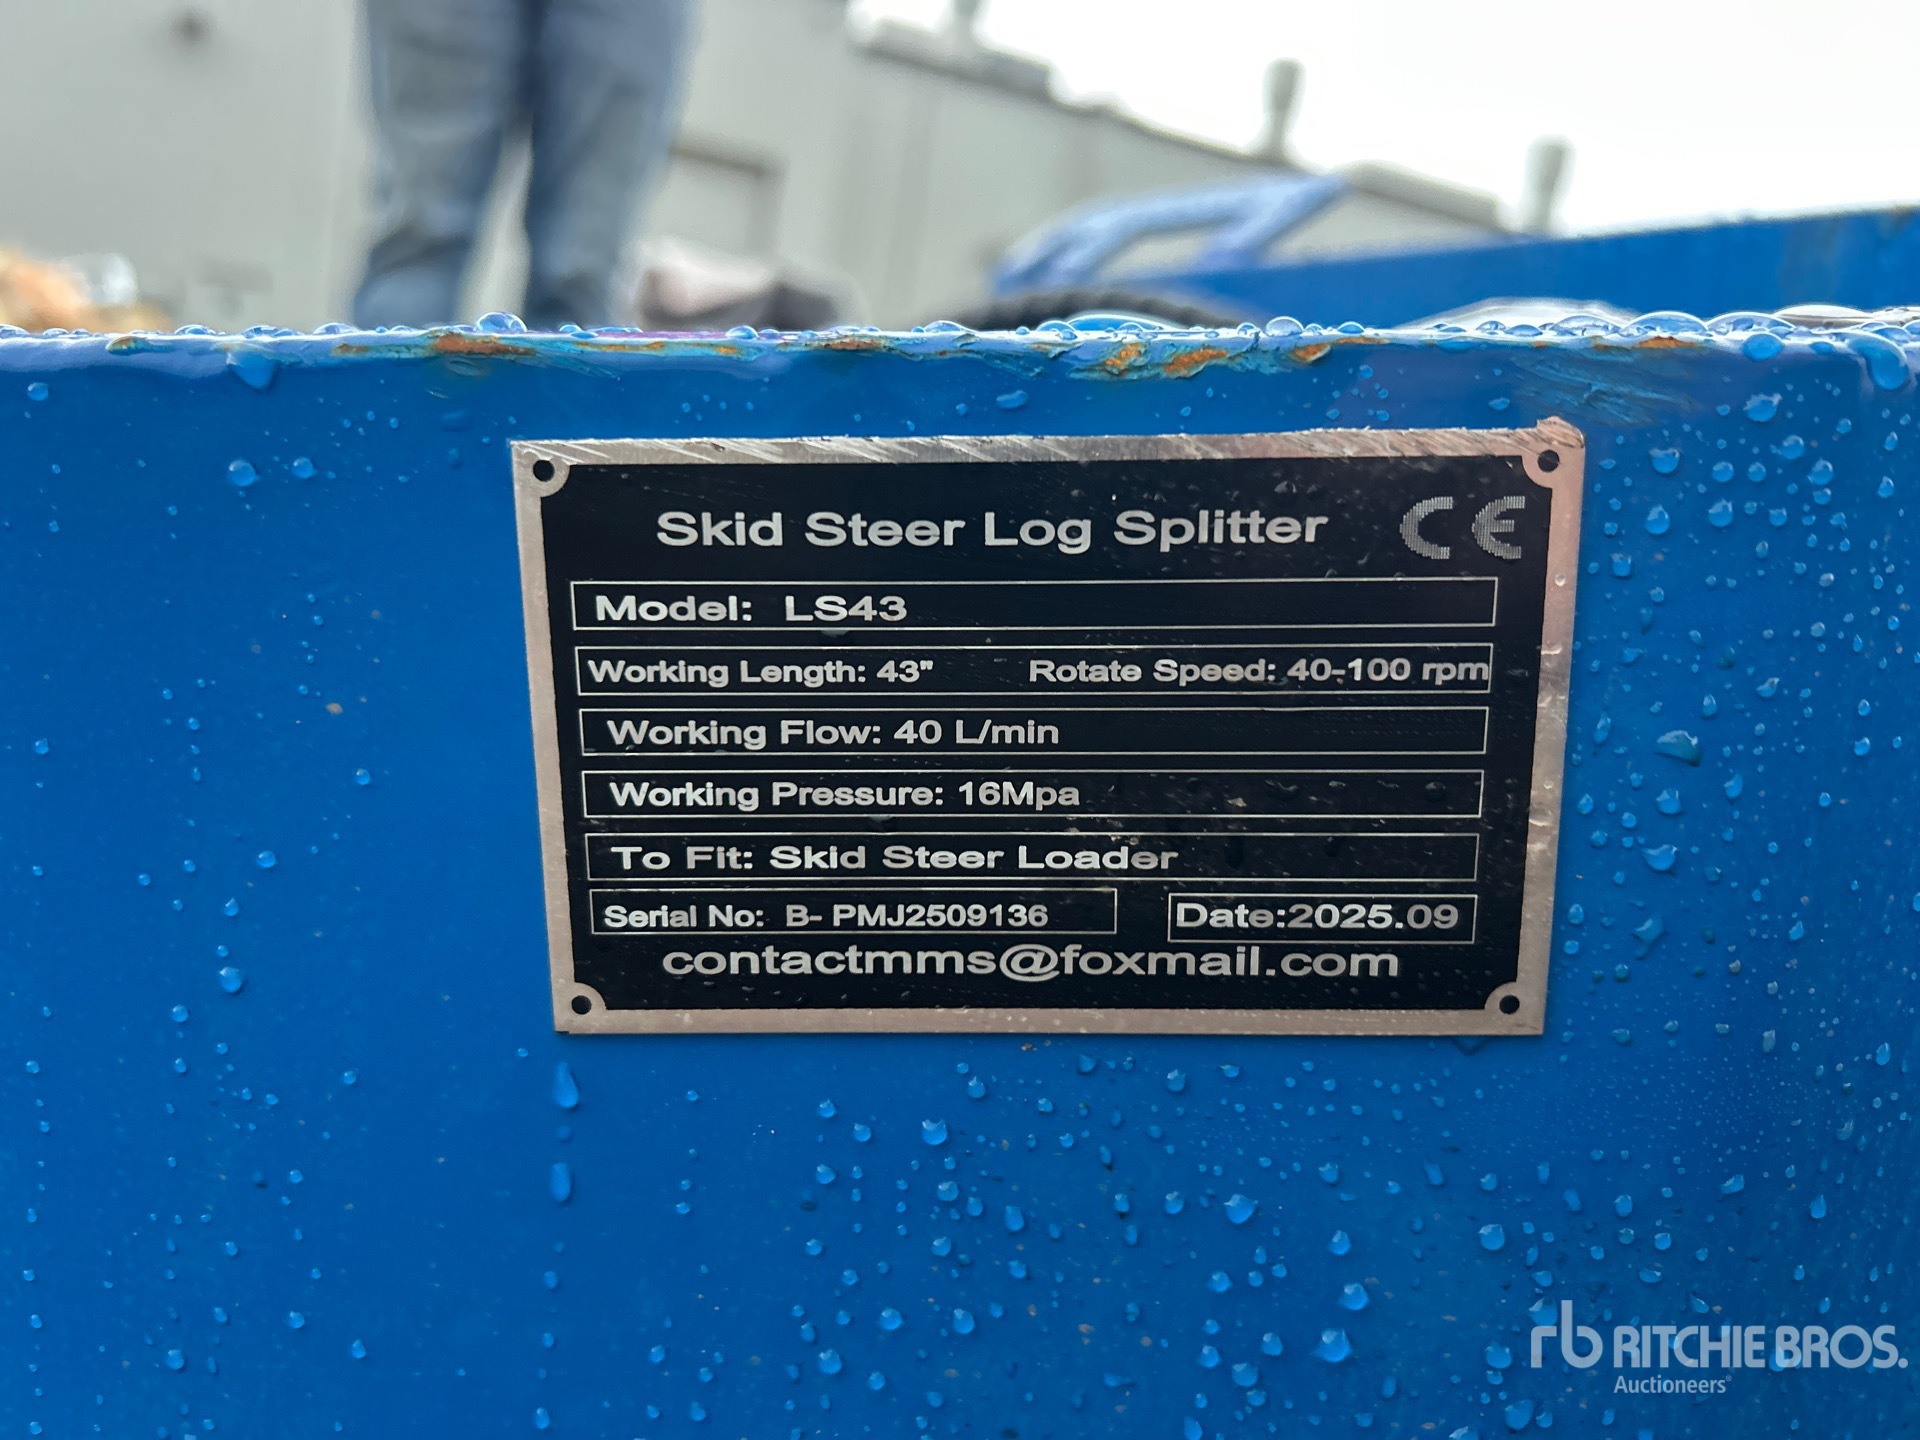 Skid Steer Log Splitter CE
Model: LS43
Working Length: 43" Rotate Speed: 40-100 rpm
Working Flow: 40 L/min
Working Pressure: 16Mpa
To Fit: Skid Steer Loader
Serial No: B- PMJ2509136 Date:2025.09
contactmms@foxmail.com
rb RITCHIE BROS.
Auctioneers